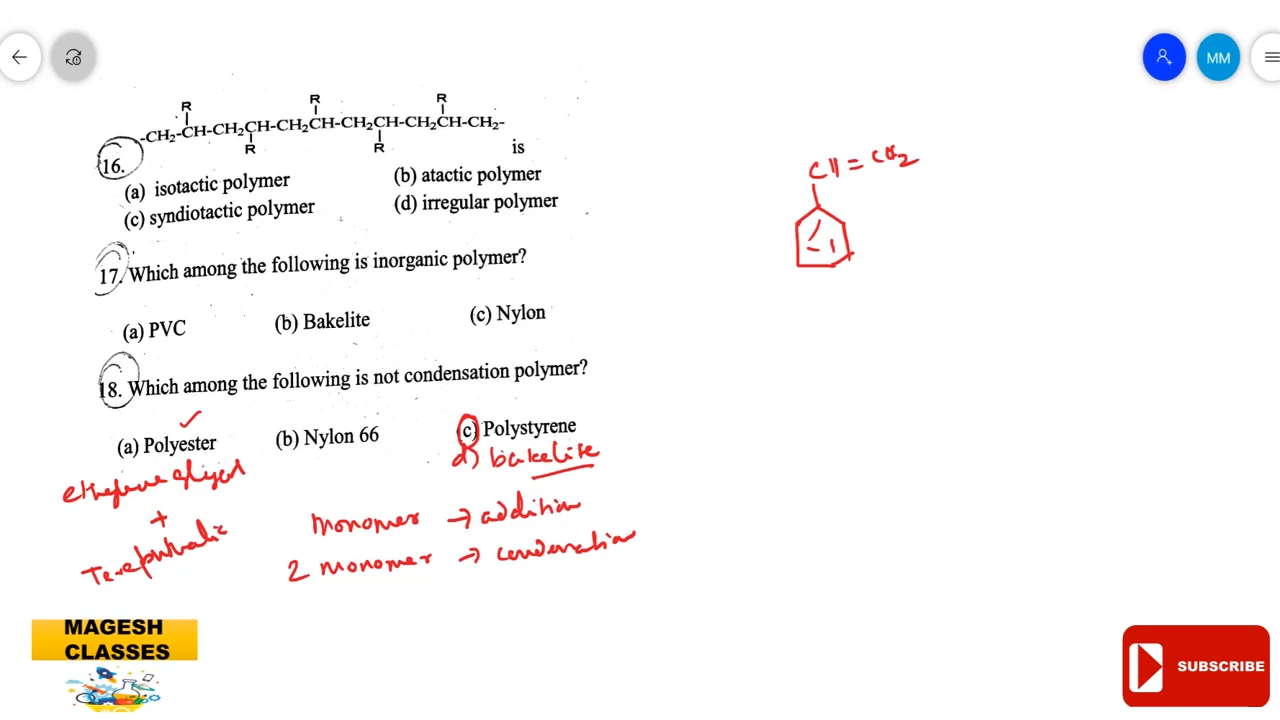 MM
R R R
-CH₂-CH-CH₂CH-CH₂CH-CH₂CH-CH₂CH-CH₂-
R R
is
16.
(a) isotactic polymer (b) atactic polymer
(c) syndiotactic polymer (d) irregular polymer
17. Which among the following is inorganic polymer?
(a) PVC (b) Bakelite (c) Nylon
18. Which among the following is not condensation polymer?
(a) Polyester (b) Nylon 66 (c) Polystyrene
d) bakelite
ethylene glycol
+
Terephthalic
monomer → addition
2 monomer → condensation
CH = CH₂
MAGESH
CLASSES
SUBSCRIBE